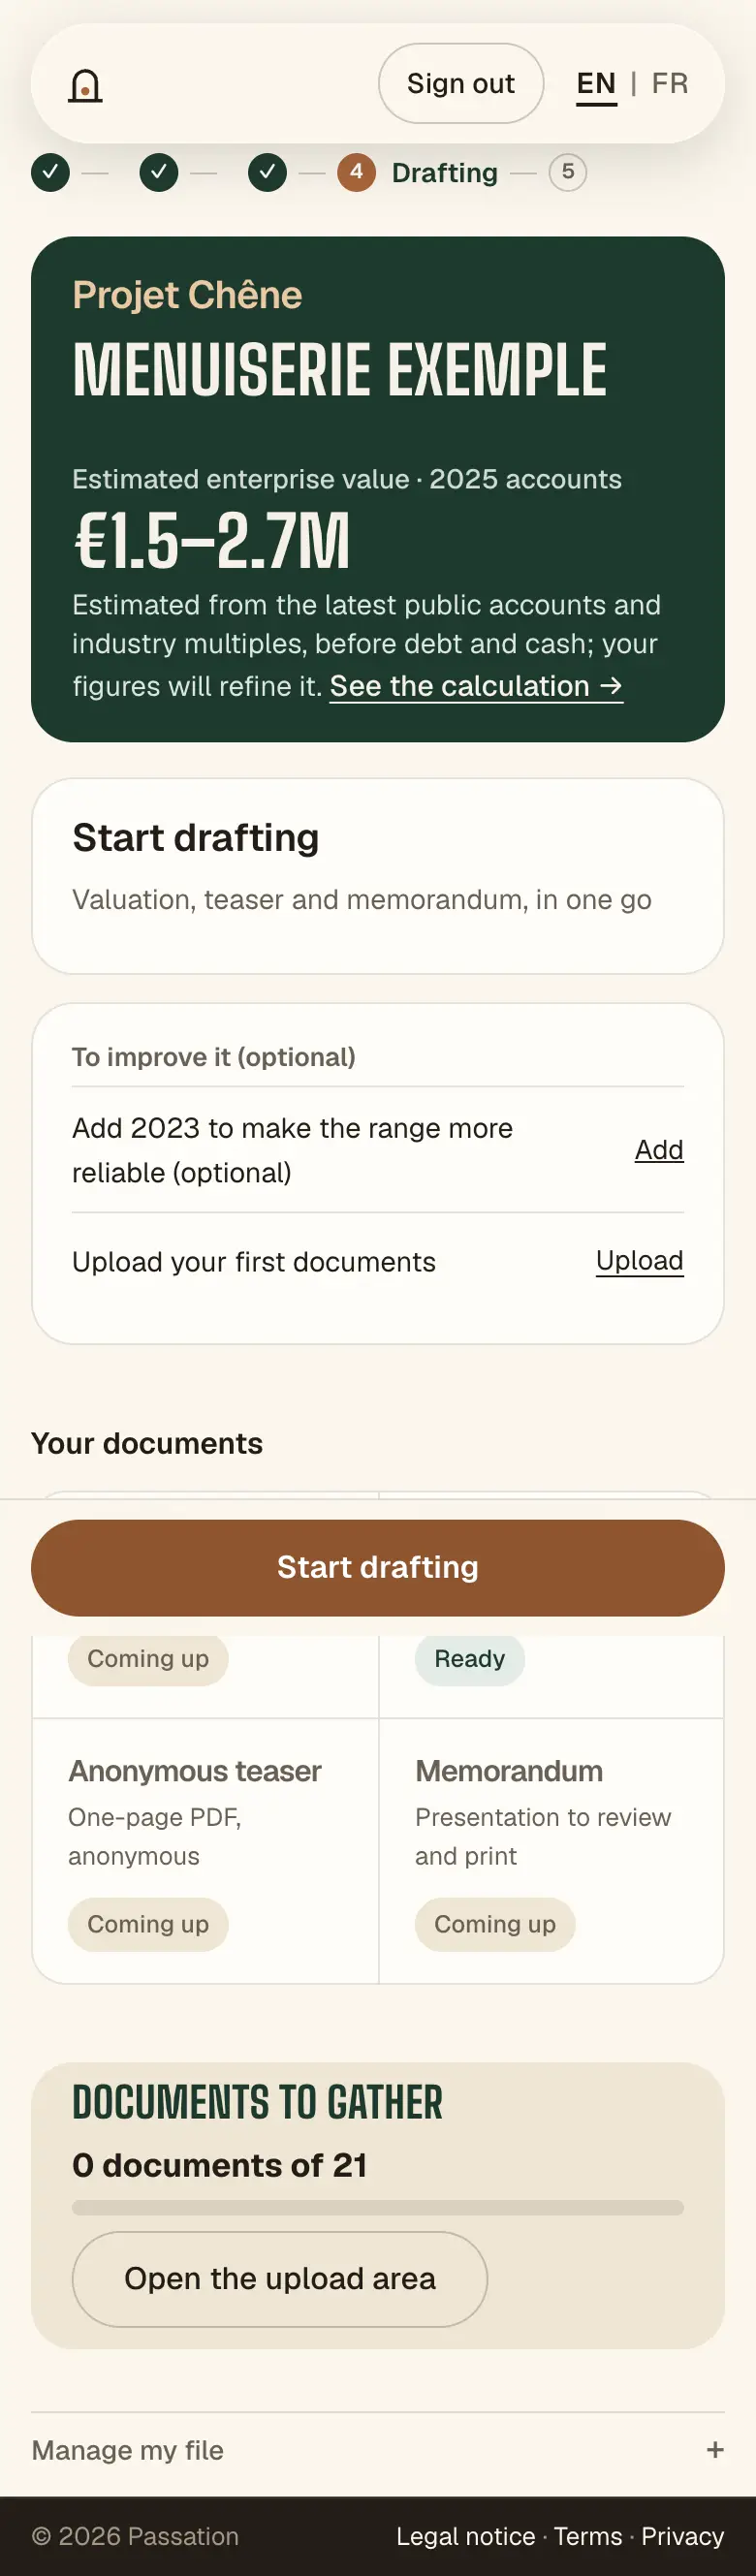 Sign out
EN | FR
4 Drafting 5
Projet Chêne
MENUISERIE EXEMPLE
Estimated enterprise value · 2025 accounts
€1.5–2.7M
Estimated from the latest public accounts and
industry multiples, before debt and cash; your
figures will refine it. See the calculation →
Start drafting
Valuation, teaser and memorandum, in one go
To improve it (optional)
Add 2023 to make the range more
reliable (optional)
Add
Upload your first documents
Upload
Your documents
Start drafting
Coming up
Ready
Anonymous teaser
One-page PDF,
anonymous
Coming up
Memorandum
Presentation to review
and print
Coming up
DOCUMENTS TO GATHER
0 documents of 21
Open the upload area
Manage my file +
© 2026 Passation
Legal notice · Terms · Privacy